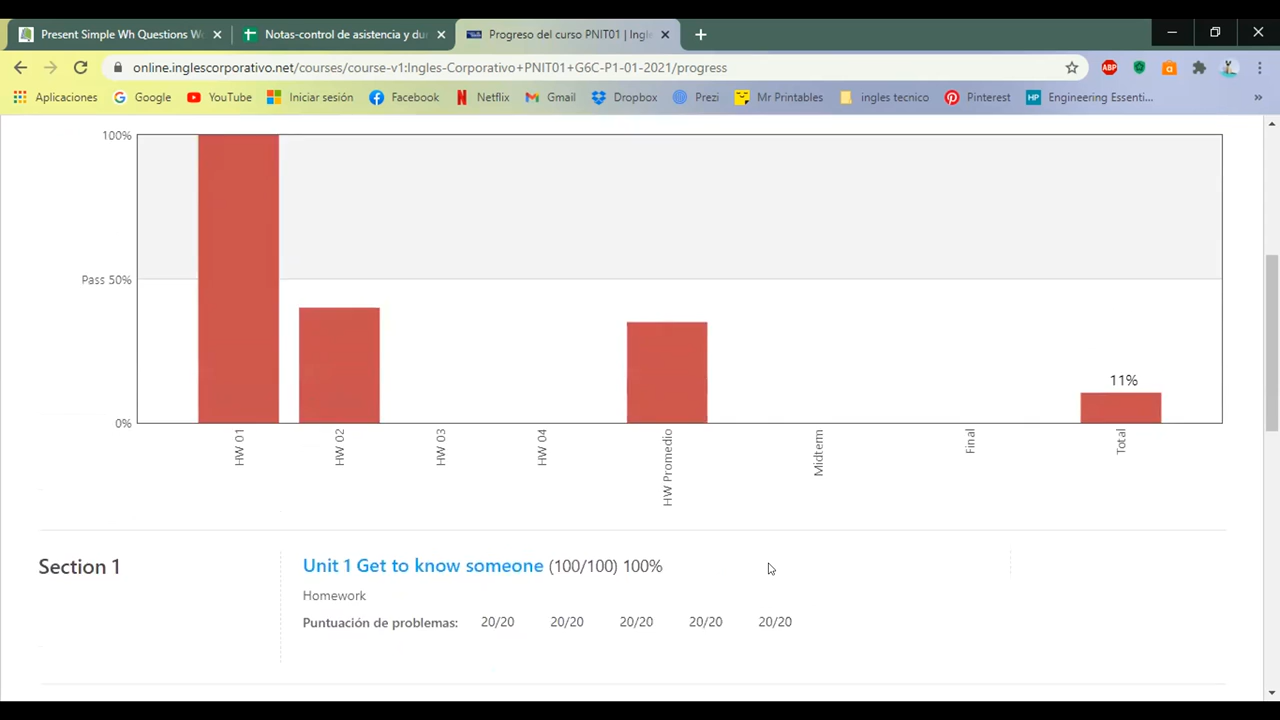 Present Simple Wh Questions Wo
Notas-control de asistencia y du
Progreso del curso PNIT01 | Ingl
online.inglescorporativo.net/courses/course-v1:Ingles-Corporativo+PNIT01+G6C-P1-01-2021/progress
Aplicaciones
Google
YouTube
Iniciar sesión
Facebook
Netflix
Gmail
Dropbox
Prezi
Mr Printables
ingles tecnico
Pinterest
HP
Engineering Essenti...
ABP
100%
Pass 50%
0%
11%
HW 01
HW 02
HW 03
HW 04
HW Promedio
Midterm
Final
Total
Section 1
Unit 1 Get to know someone (100/100) 100%
Homework
Puntuación de problemas: 20/20 20/20 20/20 20/20 20/20